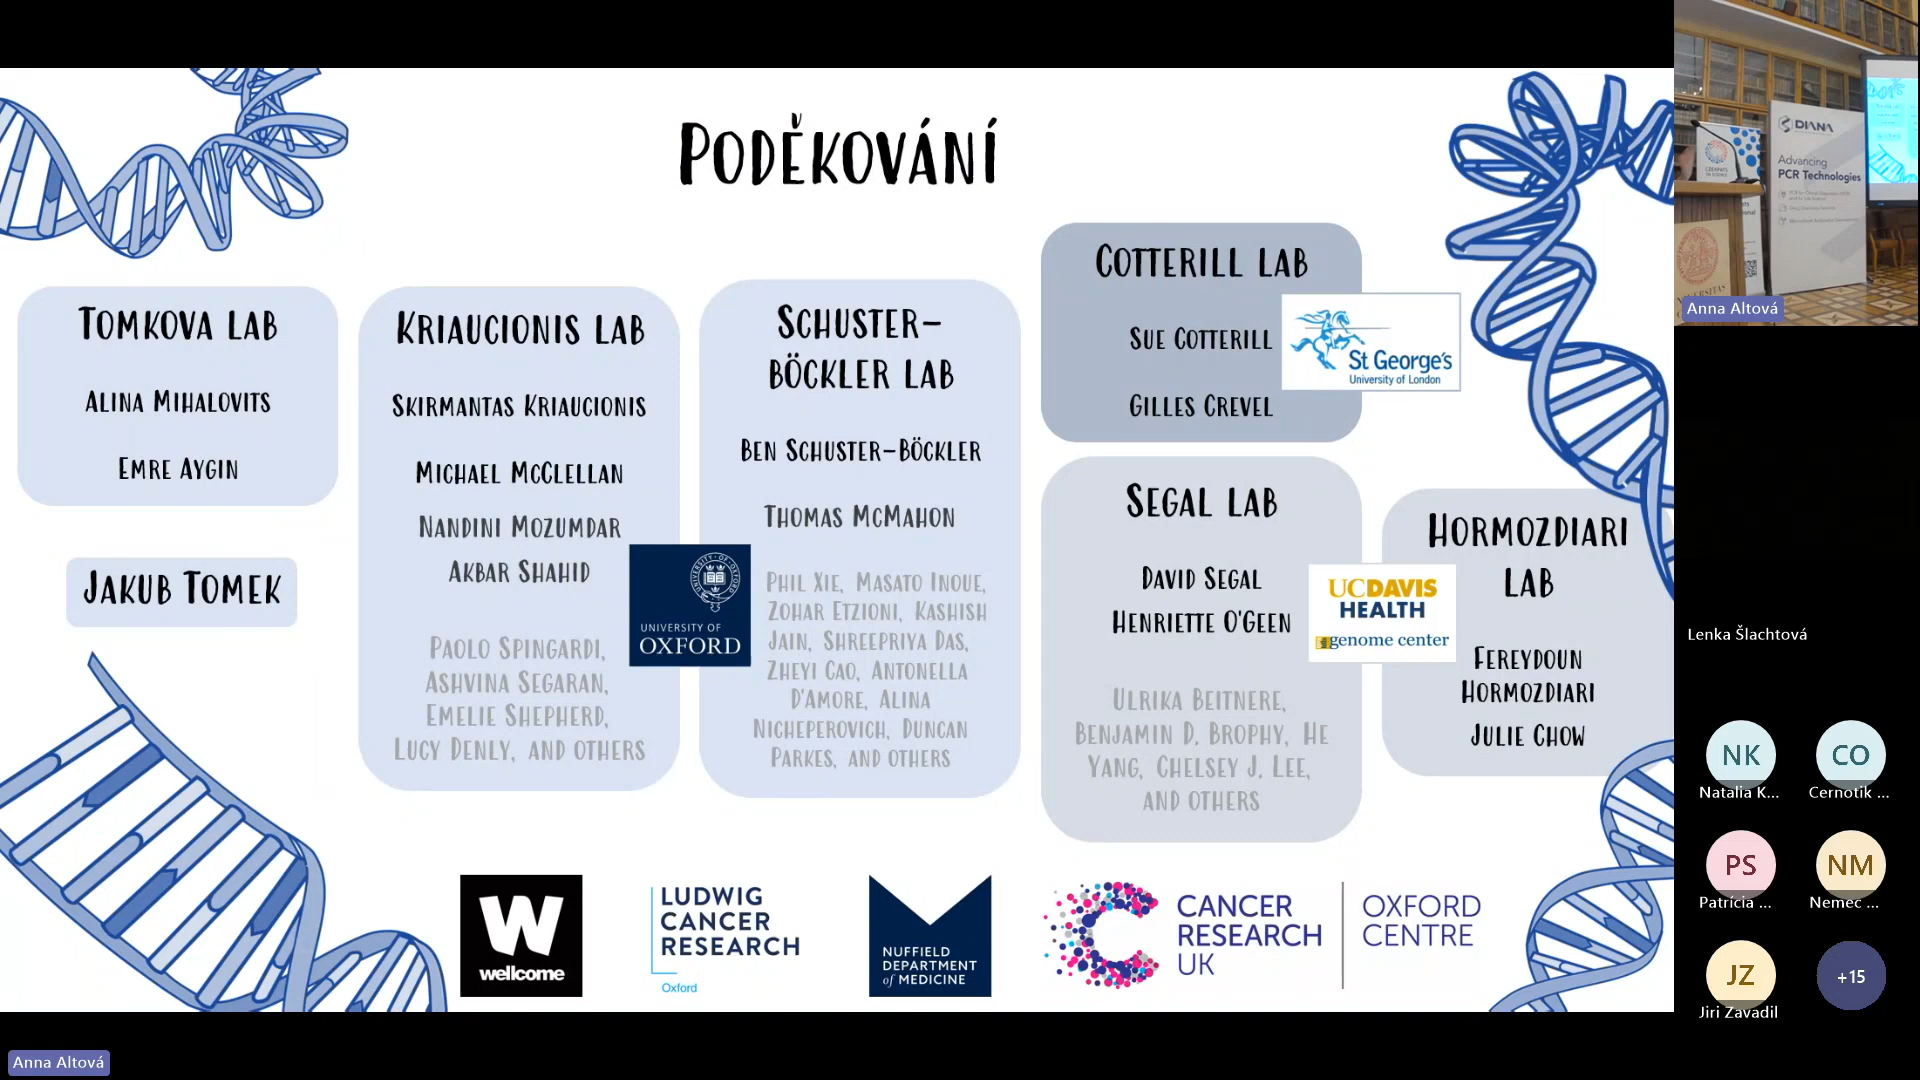 PODĚKOVÁNÍ
TOMKOVA LAB
ALINA MIHALOVITS
EMRE AYGIN
JAKUB TOMEK
KRIAUCIONIS LAB
SKIRMANTAS KRIAUCIONIS
MICHAEL MCCLELLAN
NANDINI MOZUMDAR
AKBAR SHAHID
PAOLO SPINGARDI,
ASHVINA SEGARAN,
EMELIE SHEPHERD,
LUCY DENLY, AND OTHERS
UNIVERSITY OF
OXFORD
SCHUSTER-
BÖCKLER LAB
BEN SCHUSTER-BÖCKLER
THOMAS MCMAHON
PHIL XIE, MASATO INOUE,
ZOHAR ETZIONI, KASHISH
JAIN, SHREEPRIYA DAS,
ZHEYI CAO, ANTONELLA
D'AMORE, ALINA
NICHEPEROVICH, DUNCAN
PARKES, AND OTHERS
COTTERILL LAB
SUE COTTERILL
GILLES CREVEL
St George's
University of London
SEGAL LAB
DAVID SEGAL
HENRIETTE O'GEEN
ULRIKA BEITNERE,
BENJAMIN D. BROPHY, HE
YANG, CHELSEY J. LEE,
AND OTHERS
UCDAVIS
HEALTH
genome center
HORMOZDIARI
LAB
FEREYDOUN
HORMOZDIARI
JULIE CHOW
W
wellcome
LUDWIG
CANCER
RESEARCH
Oxford
NUFFIELD
DEPARTMENT
of MEDICINE
CANCER
RESEARCH
UK
OXFORD
CENTRE
Anna Altová
DIANA
Advancing
PCR Technologies
Anna Altová
Lenka Šlachtová
NK
Natalia K...
CO
Cernotik ...
PS
Patrícia ...
NM
Nemec ...
JZ
Jiri Zavadil
+15